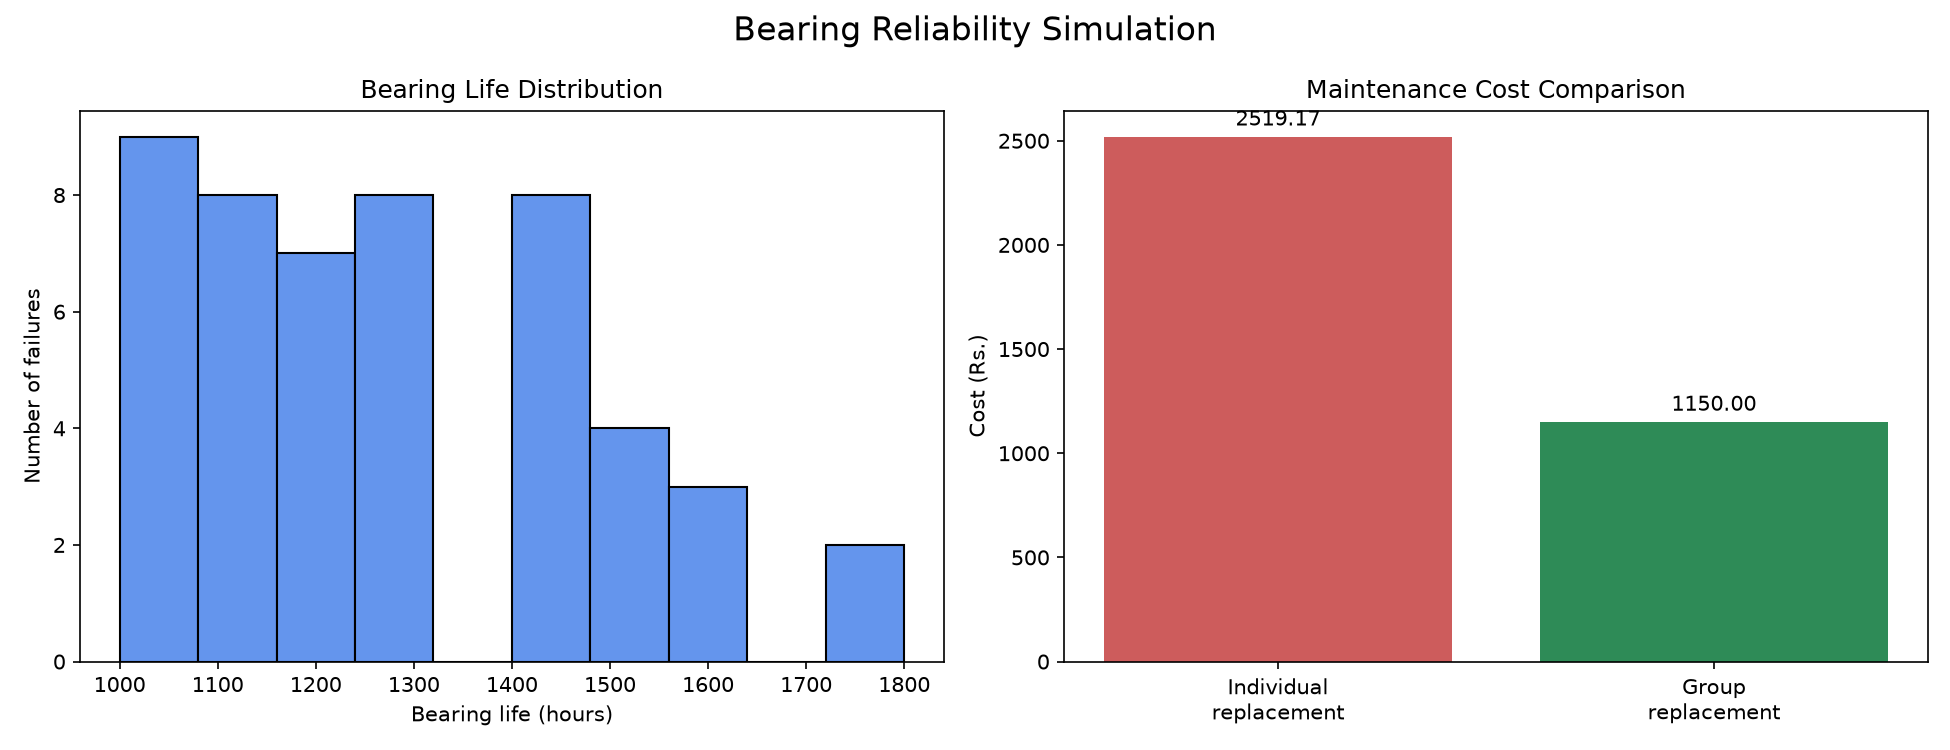 Bearing Reliability Simulation
Bearing Life Distribution
Number of failures
8
6
4
2
0
1000 1100 1200 1300 1400 1500 1600 1700 1800
Bearing life (hours)
Maintenance Cost Comparison
Cost (Rs.)
2500
2000
1500
1000
500
0
2519.17
1150.00
Individual
replacement
Group
replacement